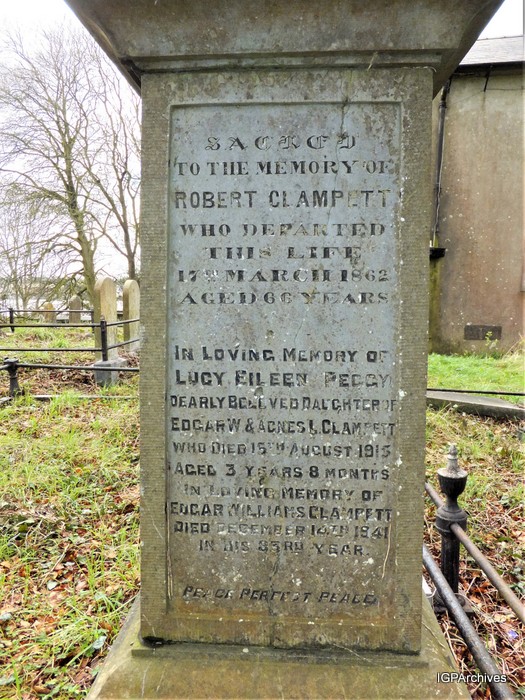 SACRED
TO THE MEMORY OF
ROBERT CLAMPETT
WHO DEPARTED
THIS LIFE
17TH MARCH 1862
AGED 66 YEARS
IN LOVING MEMORY OF
LUCY EILEEN PEGGY
DEARLY BELOVED DAUGHTER OF
EDGAR W & AGNES L CLAMPETT
WHO DIED 15TH AUGUST 1915
AGED 3 YEARS 8 MONTHS
IN LOVING MEMORY OF
EDGAR WILLIAMS CLAMPETT
DIED DECEMBER 14TH 1941
IN HIS 83RD YEAR.
PEACE PERFECT PEACE
IGPArchives